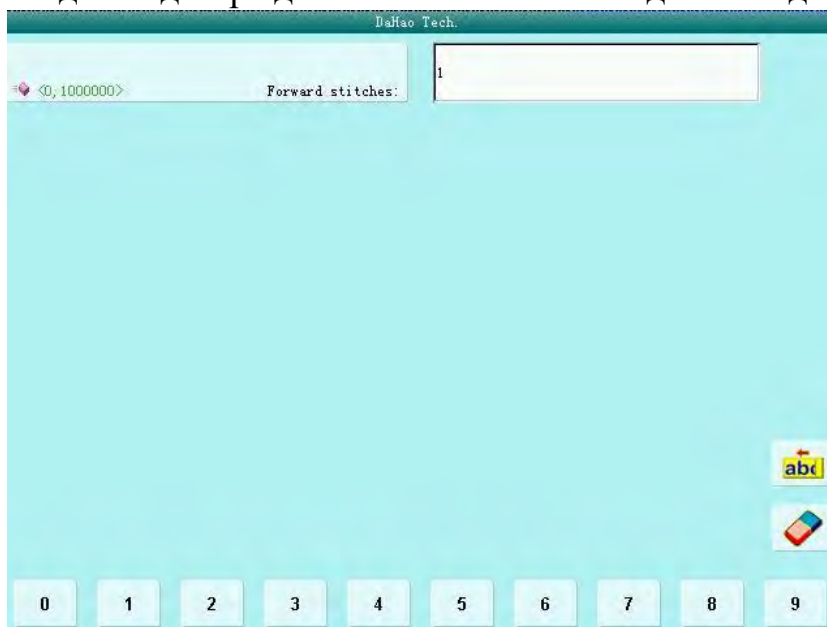 DaHao Tech.
<0,1000000> Forward stitches:
1
abc
0 1 2 3 4 5 6 7 8 9